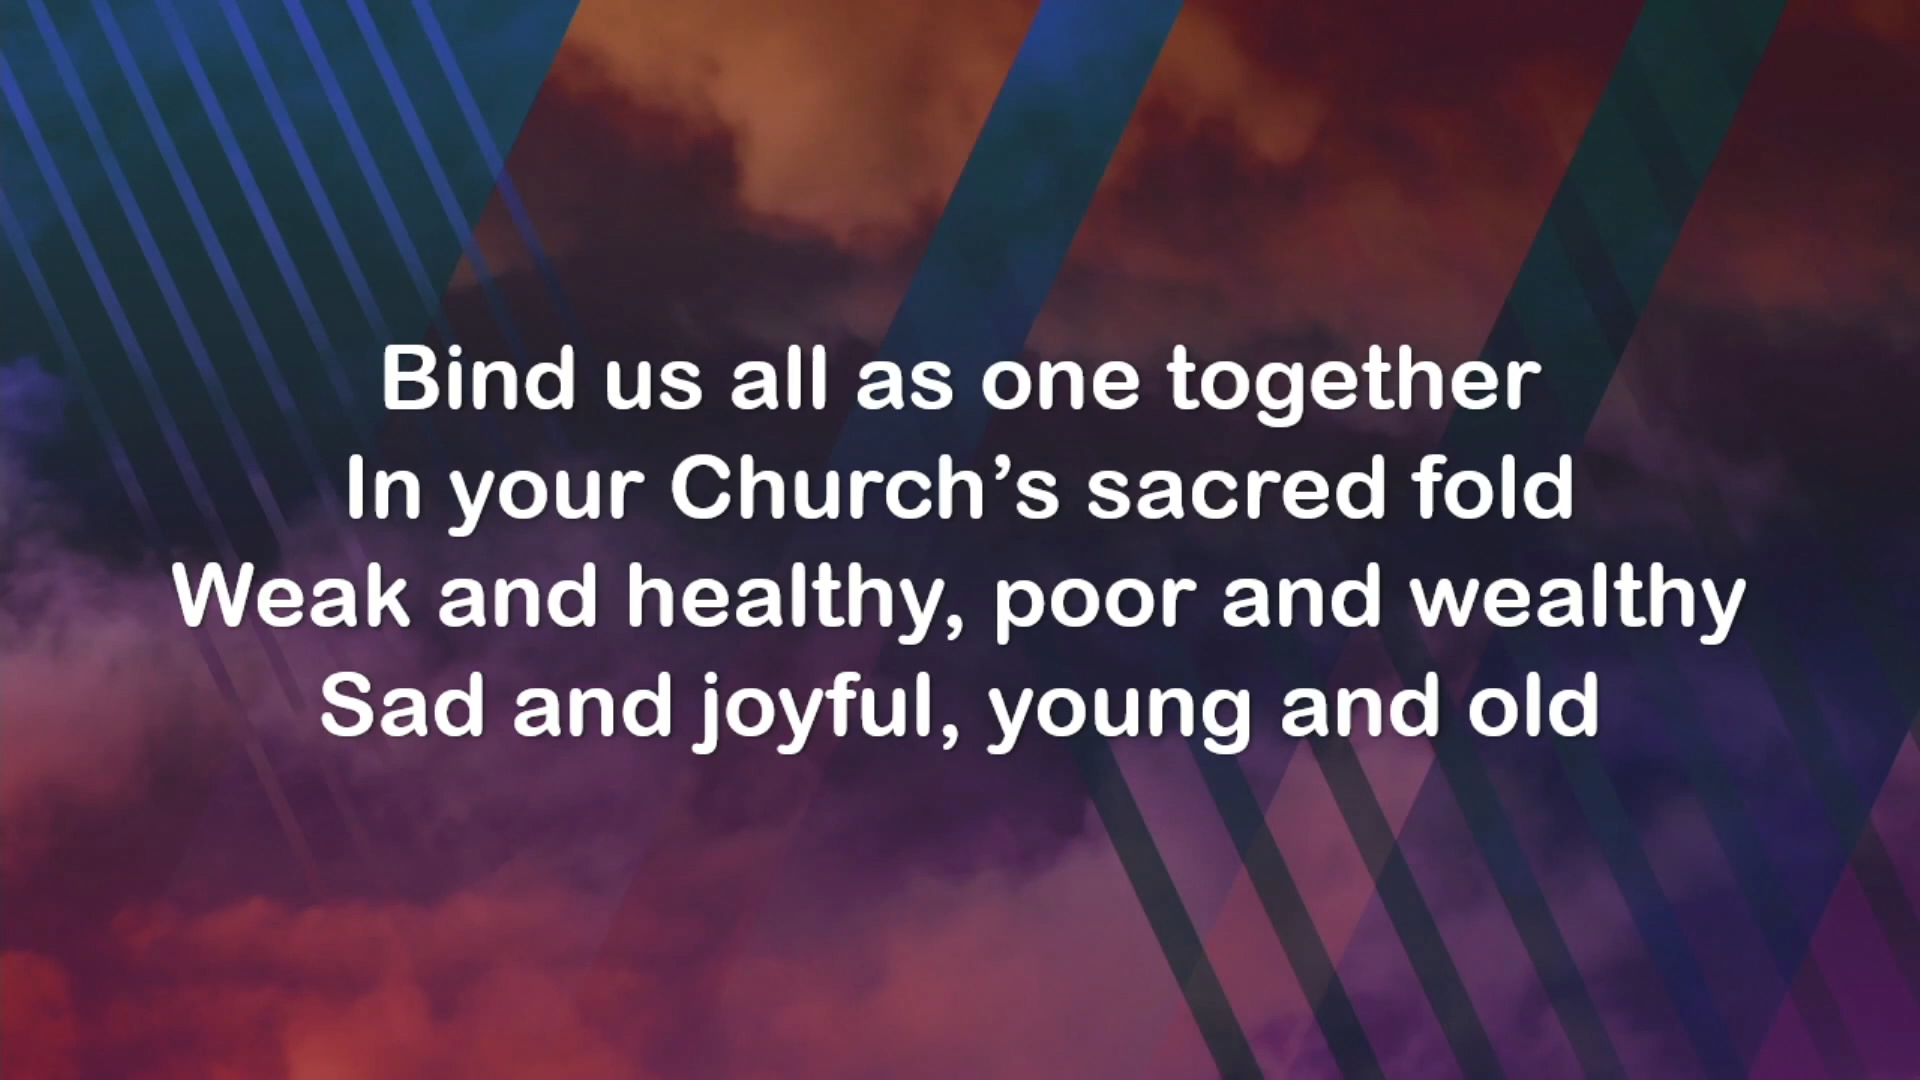 Bind us all as one together
In your Church’s sacred fold
Weak and healthy, poor and wealthy
Sad and joyful, young and old